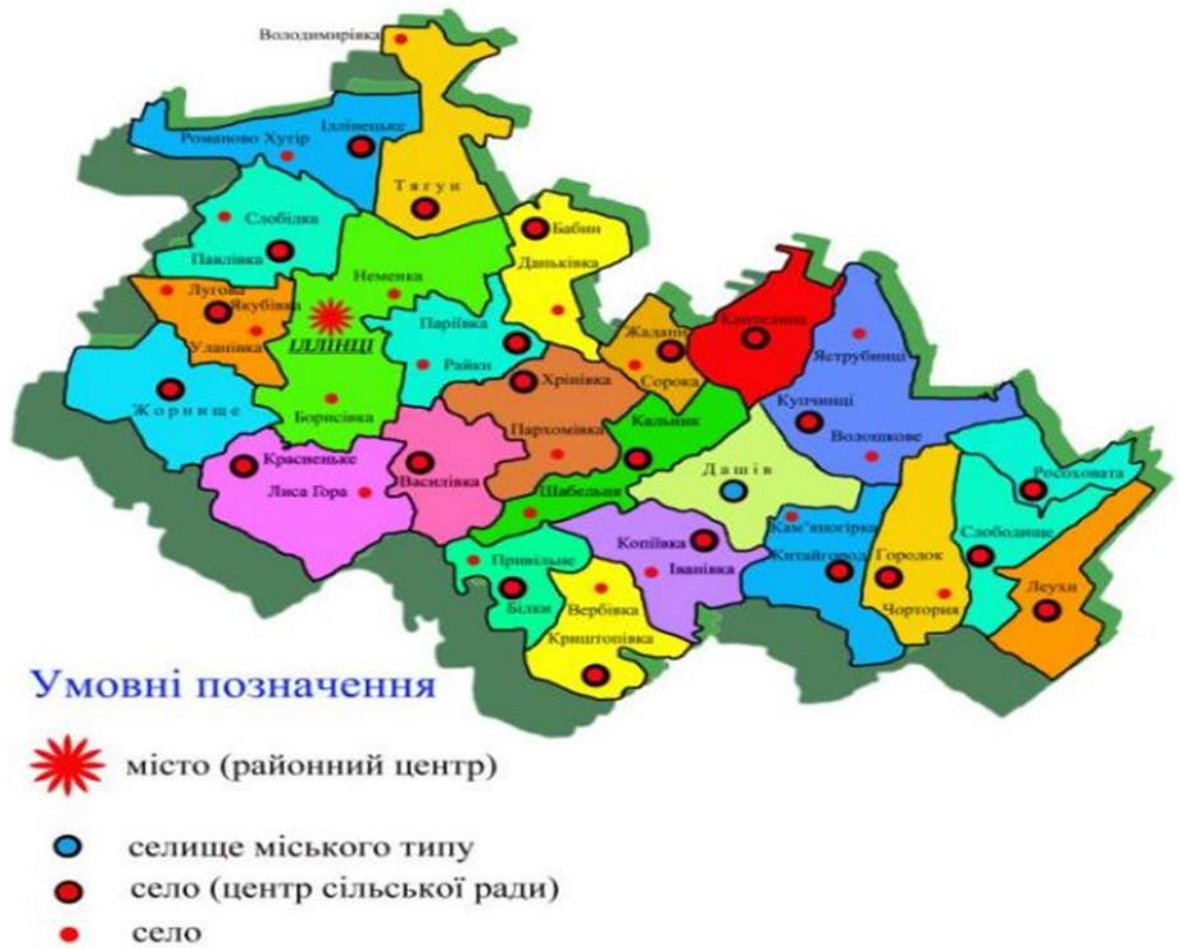 Володимирівка
Іллінецьке
Романово Хутір
Тягун
Слобідка
Бабин
Павлівка
Даньківка
Неменка
Лугова
Якубівка
Паріївка
Жадани
Уланівка
ІЛЛІНЦІ
Яструбинці
Райки
Хрінівка
Сорока
Жорнище
Купчинці
Борисівка
Кальник
Пархомівка
Волошкове
Красненьке
Дашів
Росоховата
Василівка
Лиса Гора
Шабельня
Кам'яногірка
Слободище
Копіївка
Привільне
Іванівка
Китайгород
Городок
Леухи
Білки
Вербівка
Чортория
Криштопівка
Умовні позначення
місто (районний центр)
селище міського типу
село (центр сільської ради)
село